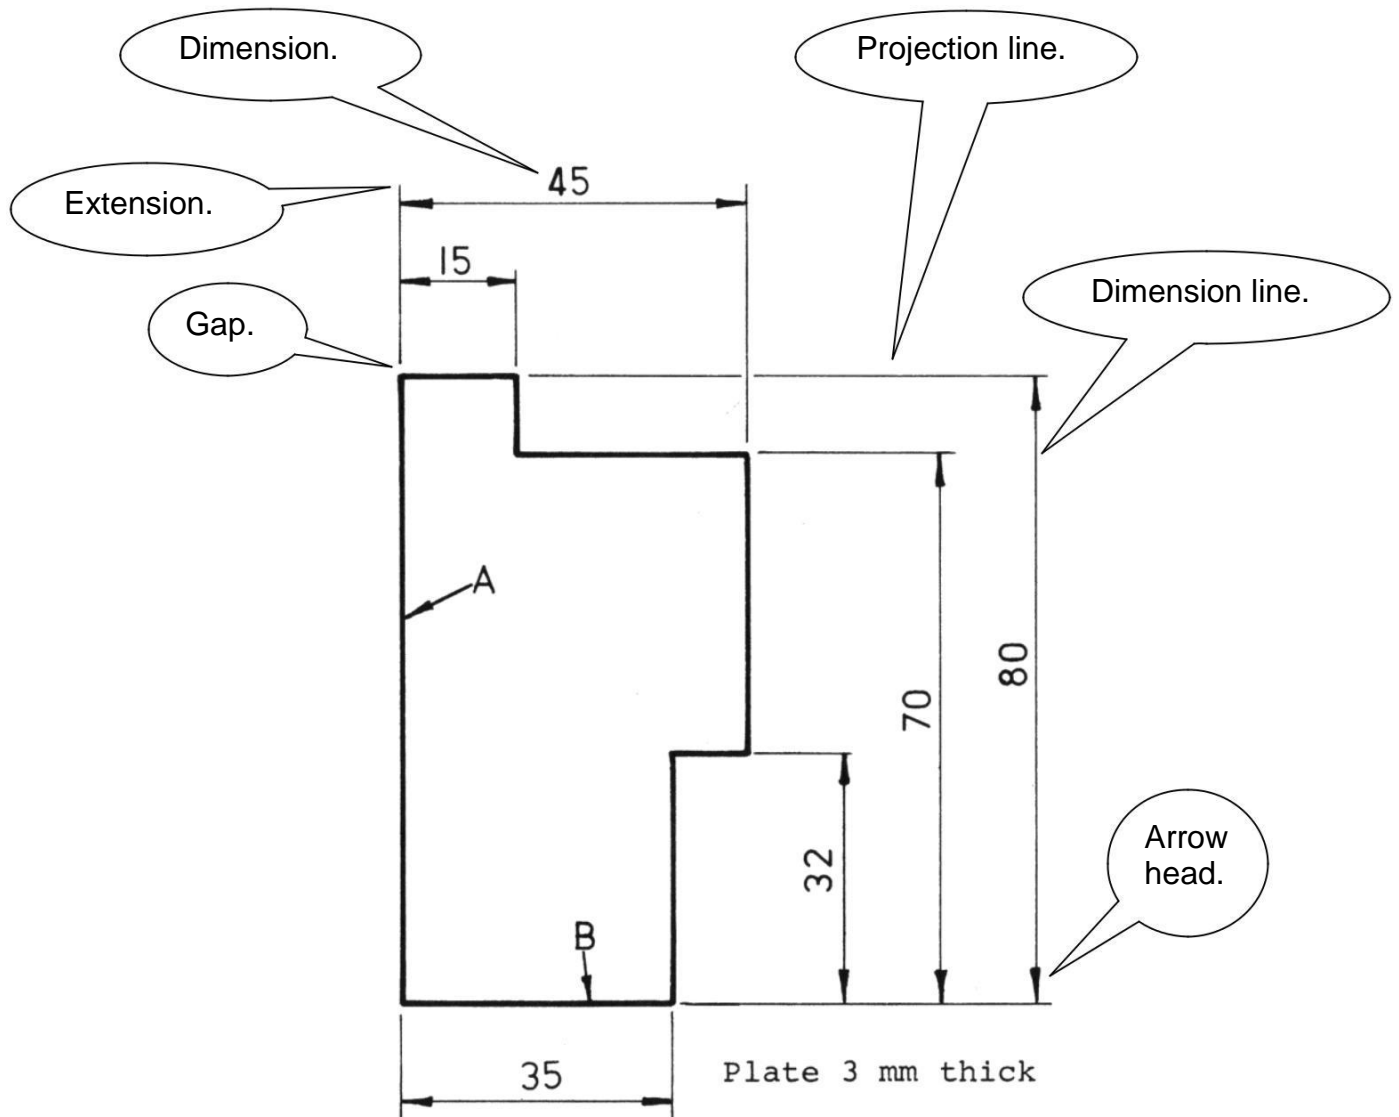 Dimension.
Projection line.
45
Extension.
15
Dimension line.
Gap.
A
80
70
Arrow
head.
32
B
35
Plate 3 mm thick